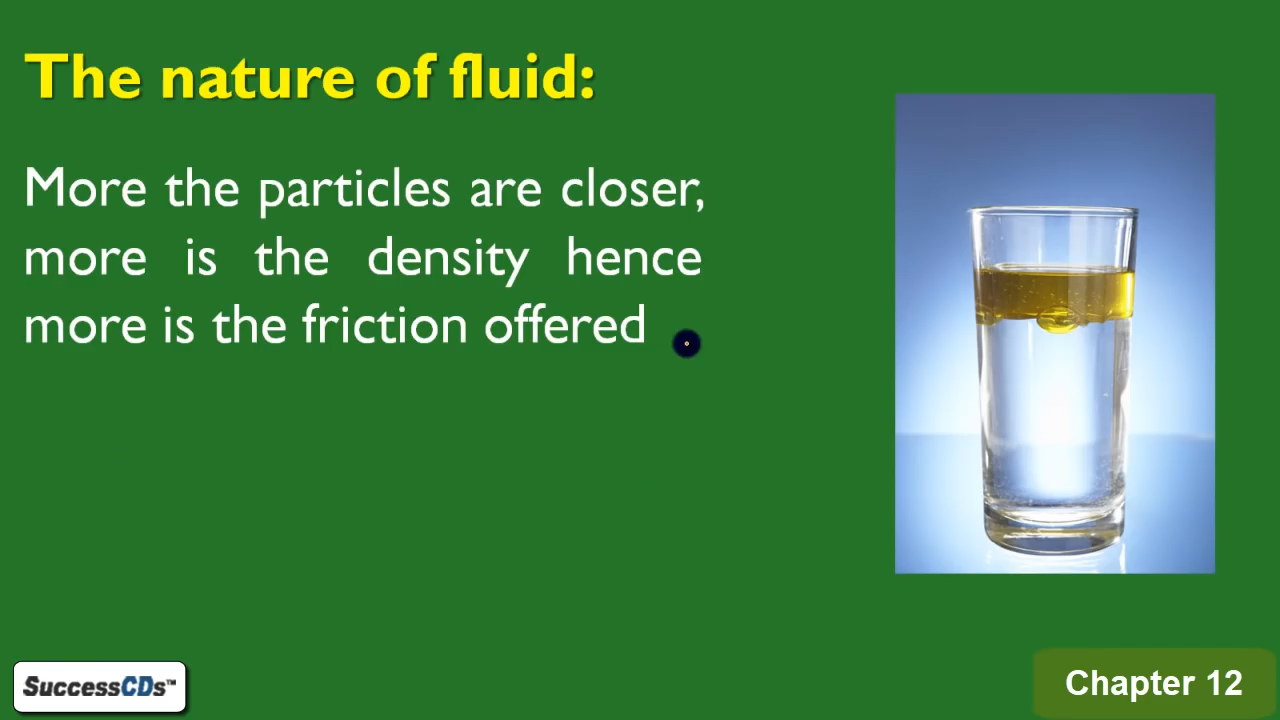 The nature of fluid:
More the particles are closer,
more is the density hence
more is the friction offered
SuccessCDs™
Chapter 12